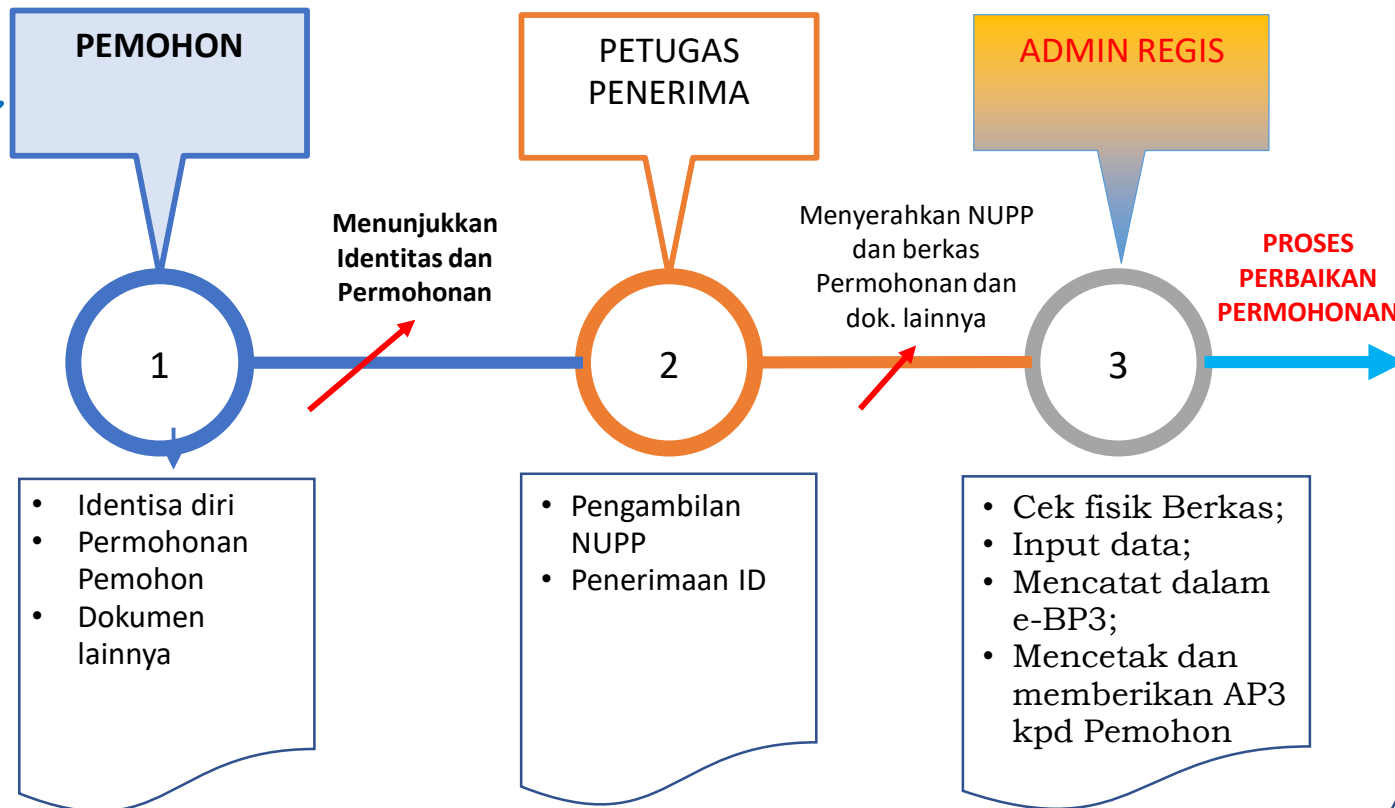 PEMOHON
PETUGAS
PENERIMA
ADMIN REGIS
Menunjukkan
Identitas dan
Permohonan
Menyerahkan NUPP
dan berkas
Permohonan dan
dok. lainnya
PROSES
PERBAIKAN
PERMOHONAN
1
2
3
• Identisa diri
• Permohonan
Pemohon
• Dokumen
lainnya
• Pengambilan
NUPP
• Penerimaan ID
• Cek fisik Berkas;
• Input data;
• Mencatat dalam
e-BP3;
• Mencetak dan
memberikan AP3
kpd Pemohon